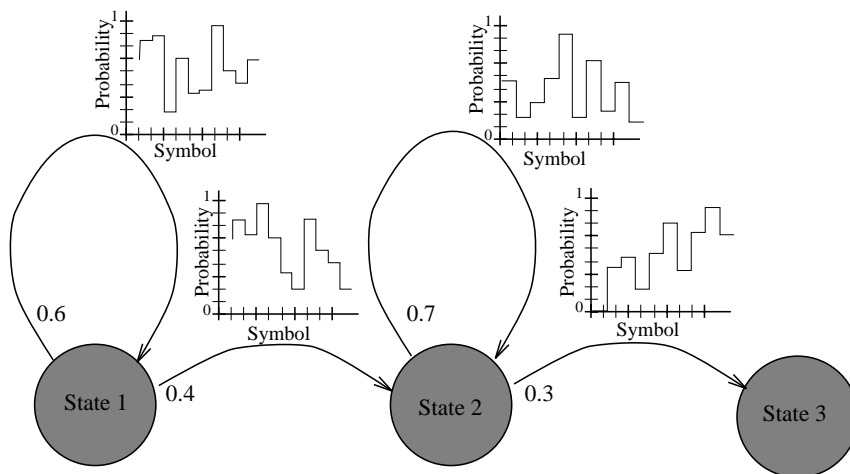 1
Probability
0
Symbol
1
Probability
0
Symbol
1
Probability
0
Symbol
1
Probability
0
Symbol
0.6
0.7
State 1
0.4
State 2
0.3
State 3